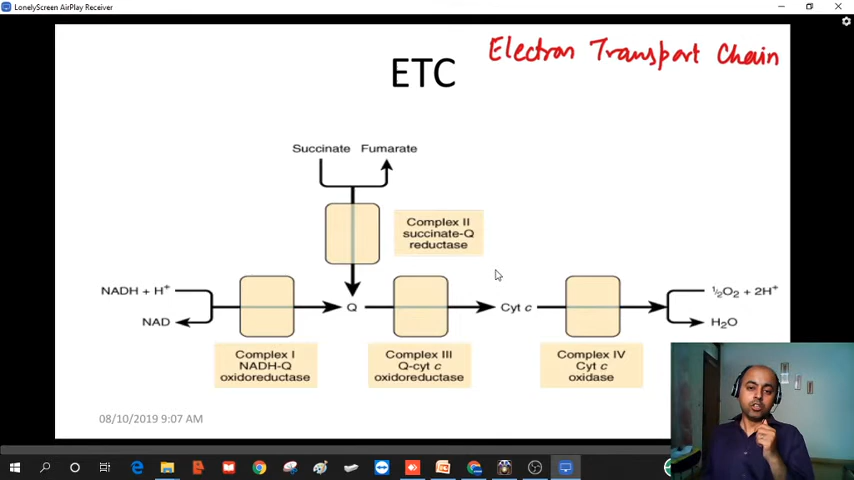 LonelyScreen AirPlay Receiver
Electron Transport Chain
ETC
Succinate Fumarate
Complex II
succinate-Q
reductase
NADH + H⁺
NAD
Q
Cyt c
½O₂ + 2H⁺
H₂O
Complex I
NADH-Q
oxidoreductase
Complex III
Q-cyt c
oxidoreductase
Complex IV
Cyt c
oxidase
08/10/2019 9:07 AM